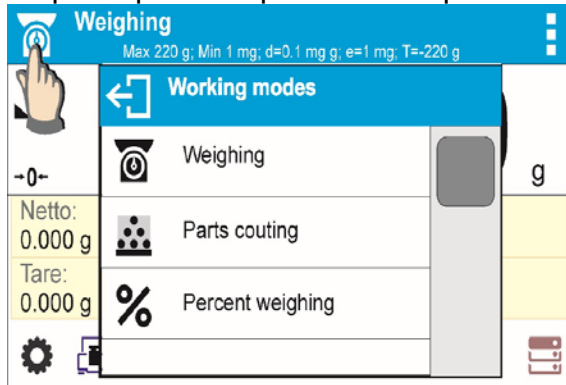 Weighing
Max 220 g; Min 1 mg; d=0.1 mg g; e=1 mg; T=-220 g
Working modes
Weighing
→0←
g
Parts couting
Netto:
0.000 g
Tare:
0.000 g
% Percent weighing